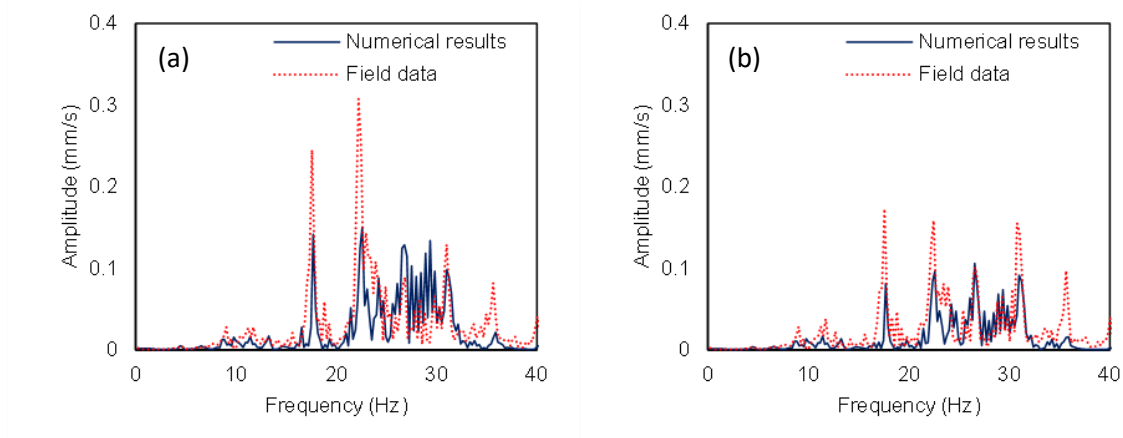 (a)
Numerical results
Field data
0.4
0.3
0.2
0.1
0
Amplitude (mm/s)
0 10 20 30 40
Frequency (Hz)
(b)
Numerical results
Field data
0.4
0.3
0.2
0.1
0
Amplitude (mm/s)
0 10 20 30 40
Frequency (Hz)